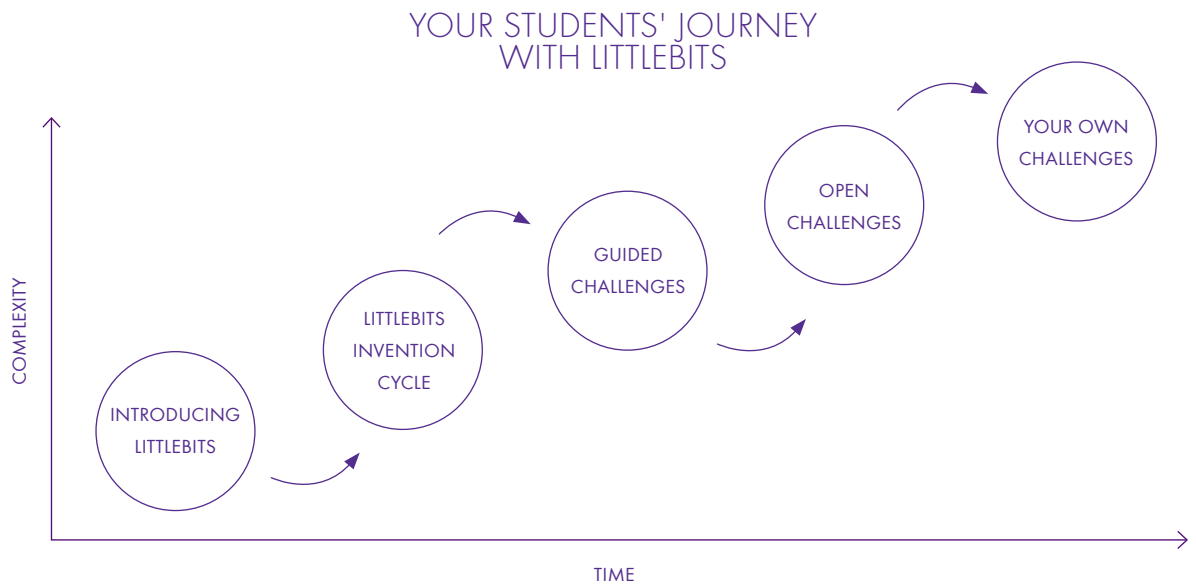 YOUR STUDENTS' JOURNEY
WITH LITTLEBITS
COMPLEXITY
INTRODUCING
LITTLEBITS
LITTLEBITS
INVENTION
CYCLE
GUIDED
CHALLENGES
OPEN
CHALLENGES
YOUR OWN
CHALLENGES
TIME